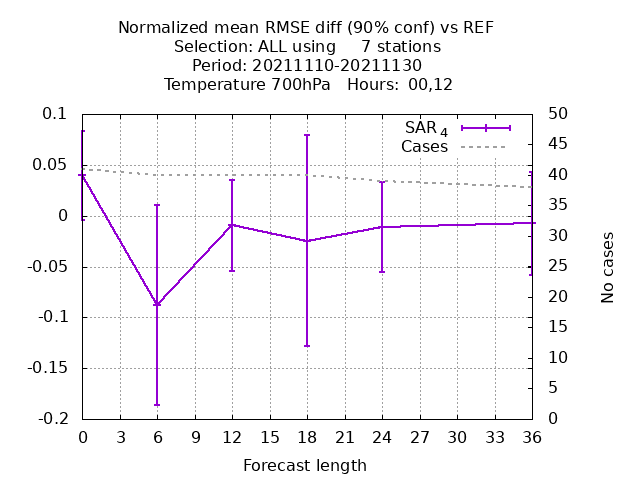 Normalized mean RMSE diff (90% conf) vs REF
Selection: ALL using     7 stations
Period: 20211110-20211130
Temperature 700hPa   Hours:  00,12
SAR 4
Cases
0.1
0.05
0
-0.05
-0.1
-0.15
-0.2
50
45
40
35
30
25
20
15
10
5
0
No cases
0 3 6 9 12 15 18 21 24 27 30 33 36
Forecast length